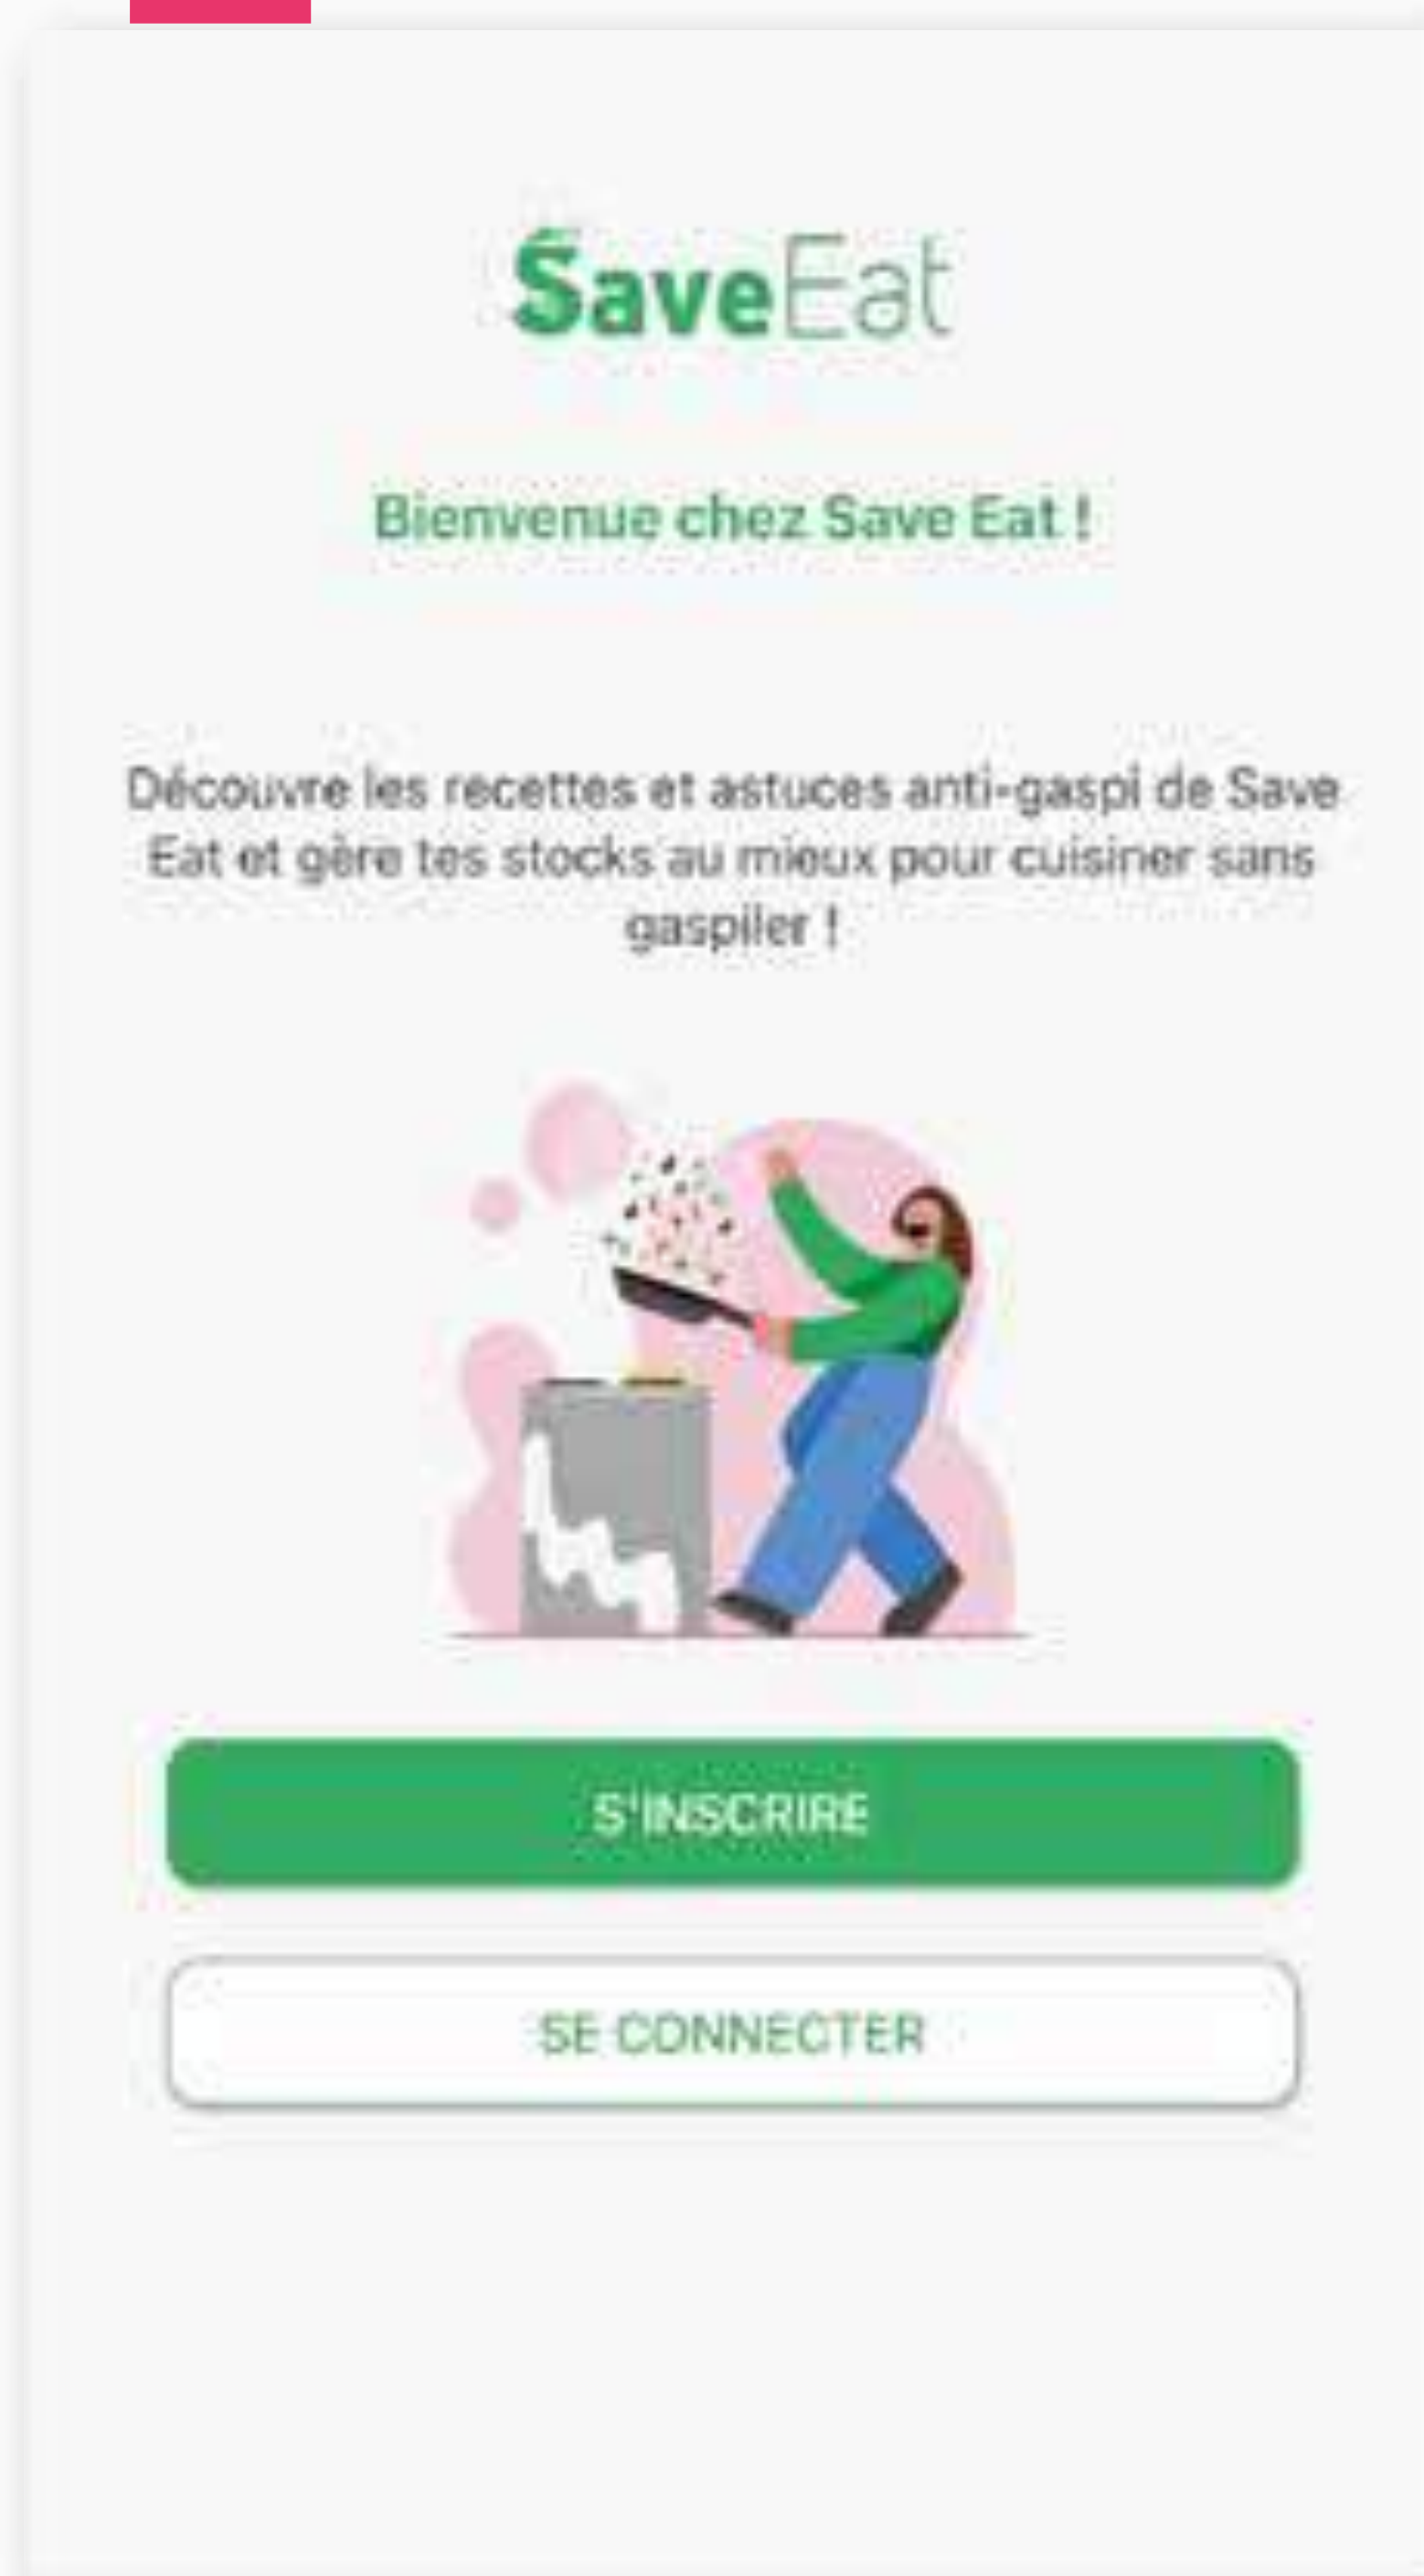 SaveEat
Bienvenue chez Save Eat !
Découvre les recettes et astuces anti-gaspi de Save
Eat et gère tes stocks au mieux pour cuisiner sans
gaspiler !
S'INSCRIRE
SE CONNECTER